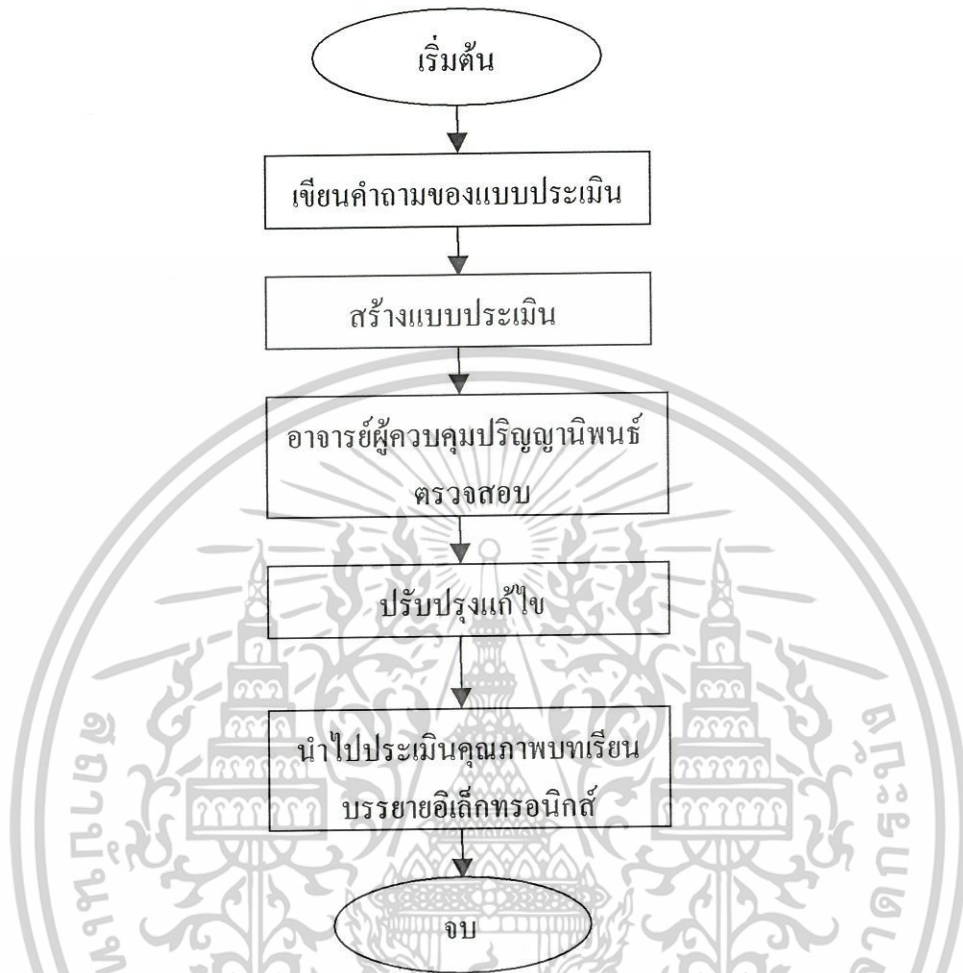 เริ่มต้น
เขียนคำถามของแบบประเมิน
สร้างแบบประเมิน
อาจารย์ผู้ควบคุมปริญญานิพนธ์
ตรวจสอบ
ปรับปรุงแก้ไข
นำไปประเมินคุณภาพบทเรียน
บรรยายอิเล็กทรอนิกส์
จบ